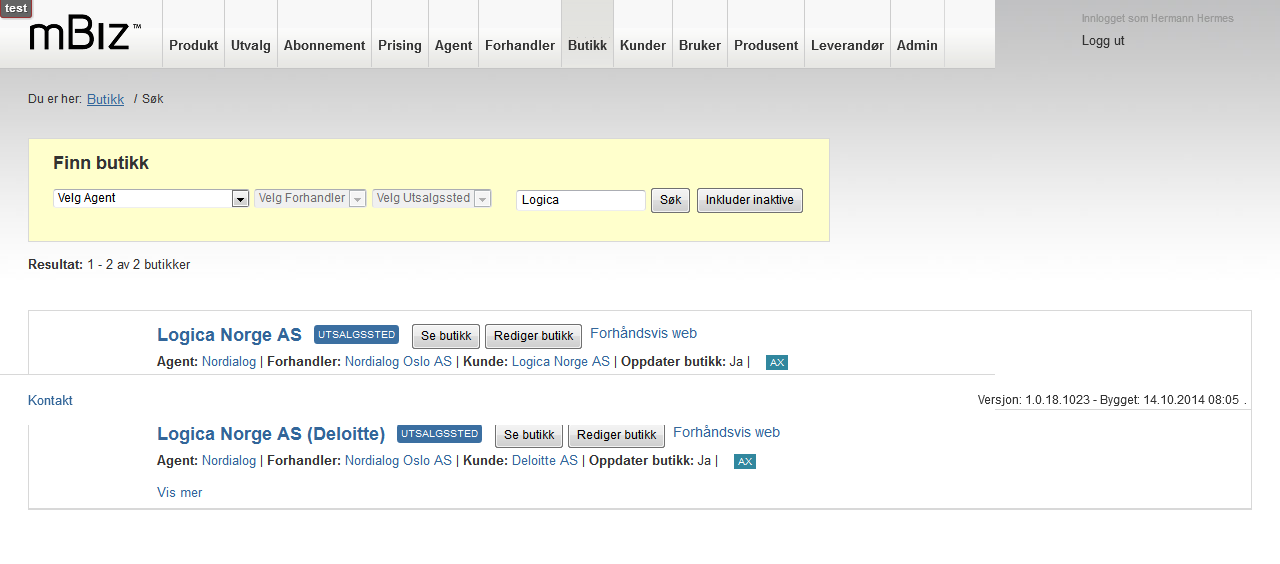 test
mBIZ™
Produkt Utvalg Abonnement Prising Agent Forhandler Butikk Kunder Bruker Produsent Leverandør Admin
Innlogget som Hermann Hermes
Logg ut
Du er her: Butikk / Søk
Finn butikk
Velg Agent Velg Forhandler Velg Utsalgssted Logica Søk Inkluder inaktive
Resultat: 1 - 2 av 2 butikker
Logica Norge AS UTSALGSSTED Se butikk Rediger butikk Forhåndsvis web
Agent: Nordialog | Forhandler: Nordialog Oslo AS | Kunde: Logica Norge AS | Oppdater butikk: Ja | AX
Kontakt Versjon: 1.0.18.1023 - Bygget: 14.10.2014 08:05 .
Logica Norge AS (Deloitte) UTSALGSSTED Se butikk Rediger butikk Forhåndsvis web
Agent: Nordialog | Forhandler: Nordialog Oslo AS | Kunde: Deloitte AS | Oppdater butikk: Ja | AX
Vis mer